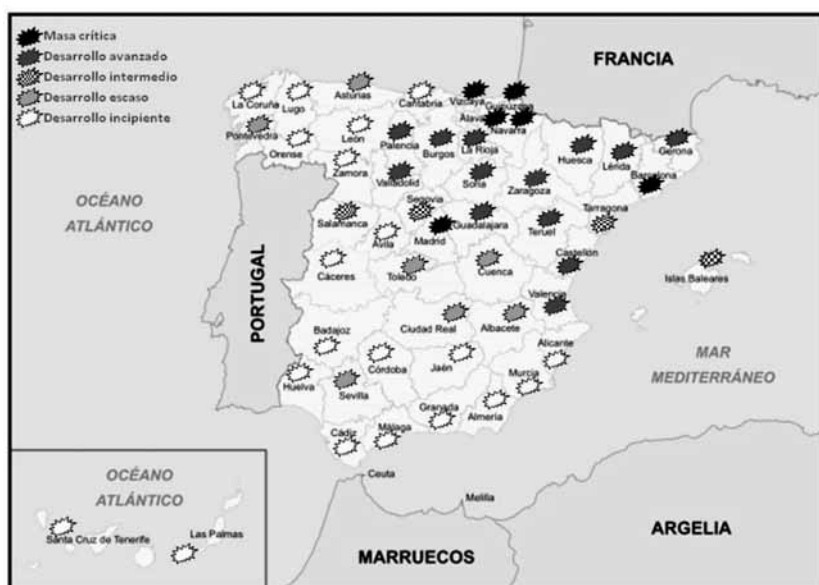 Masa crítica
Desarrollo avanzado
Desarrollo intermedio
Desarrollo escaso
Desarrollo incipiente
FRANCIA
La Coruña
Lugo
Asturias
Cantabria
Vizcaya
Guipúzcoa
Álava
Navarra
Pontevedra
Orense
León
Palencia
Burgos
La Rioja
Huesca
Lérida
Gerona
Zamora
Valladolid
Soria
Zaragoza
Barcelona
OCÉANO
ATLÁNTICO
Salamanca
Segovia
Ávila
Madrid
Guadalajara
Teruel
Tarragona
Cáceres
Toledo
Cuenca
Castellón
Islas Baleares
PORTUGAL
Valencia
Badajoz
Ciudad Real
Albacete
Alicante
MAR
MEDITERRÁNEO
Huelva
Córdoba
Jaén
Murcia
Sevilla
Granada
Almería
Cádiz
Málaga
Ceuta
Melilla
OCÉANO
ATLÁNTICO
Santa Cruz de Tenerife
Las Palmas
MARRUECOS
ARGELIA